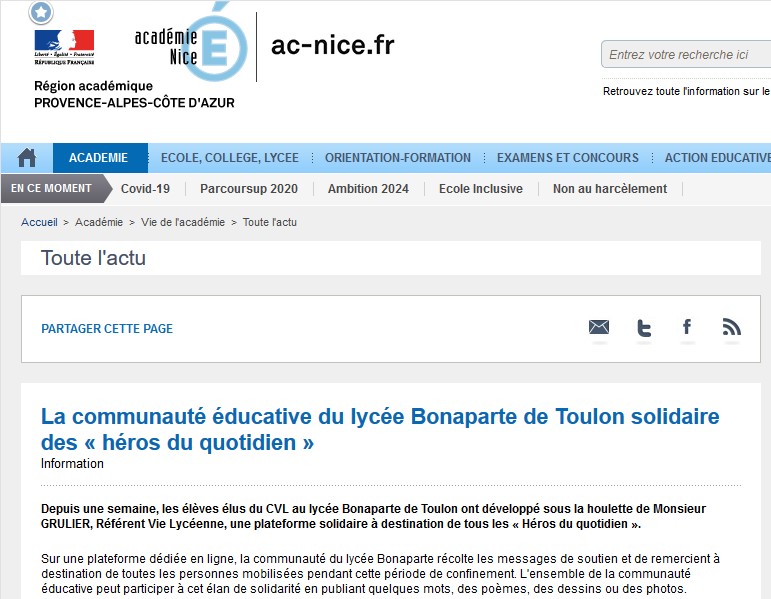 académie
Nice
ac-nice.fr
Liberté • Égalité • Fraternité
RÉPUBLIQUE FRANÇAISE
Région académique
PROVENCE-ALPES-CÔTE D'AZUR
Entrez votre recherche ici
Retrouvez toute l'information sur le
ACADEMIE
ECOLE, COLLEGE, LYCEE
ORIENTATION-FORMATION
EXAMENS ET CONCOURS
ACTION EDUCATIVE
EN CE MOMENT
Covid-19
Parcoursup 2020
Ambition 2024
Ecole Inclusive
Non au harcèlement
Accueil > Académie > Vie de l'académie > Toute l'actu
Toute l'actu
PARTAGER CETTE PAGE
La communauté éducative du lycée Bonaparte de Toulon solidaire
des « héros du quotidien »
Information
Depuis une semaine, les élèves élus du CVL au lycée Bonaparte de Toulon ont développé sous la houlette de Monsieur
GRULIER, Référent Vie Lycéenne, une plateforme solidaire à destination de tous les « Héros du quotidien ».
Sur une plateforme dédiée en ligne, la communauté du lycée Bonaparte récolte les messages de soutien et de remercient à
destination de toutes les personnes mobilisées pendant cette période de confinement. L'ensemble de la communauté
éducative peut participer à cet élan de solidarité en publiant quelques mots, des poèmes, des dessins ou des photos.